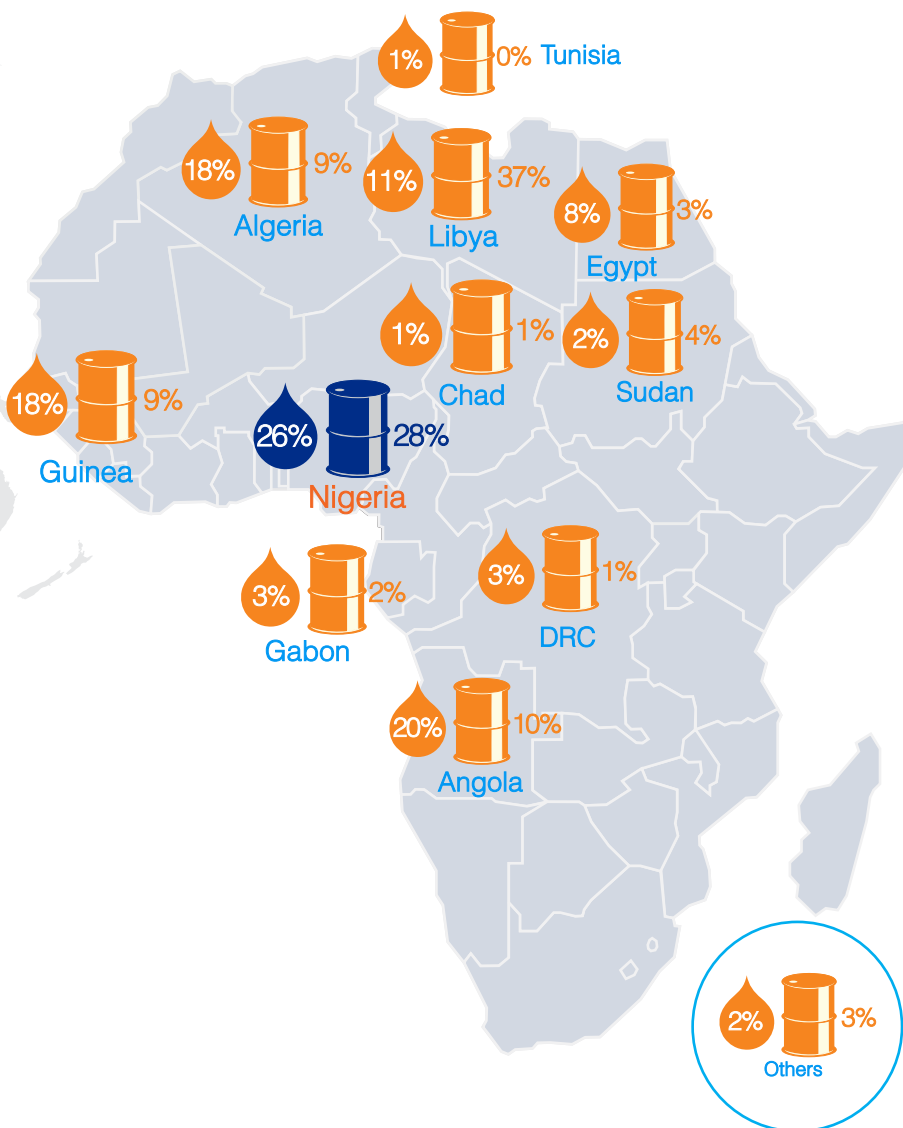 1% 0% Tunisia
18% 9%
Algeria
11% 37%
Libya
8% 3%
Egypt
1% 1%
Chad
2% 4%
Sudan
18% 9%
Guinea
26% 28%
Nigeria
3% 2%
Gabon
3% 1%
DRC
20% 10%
Angola
2% 3%
Others